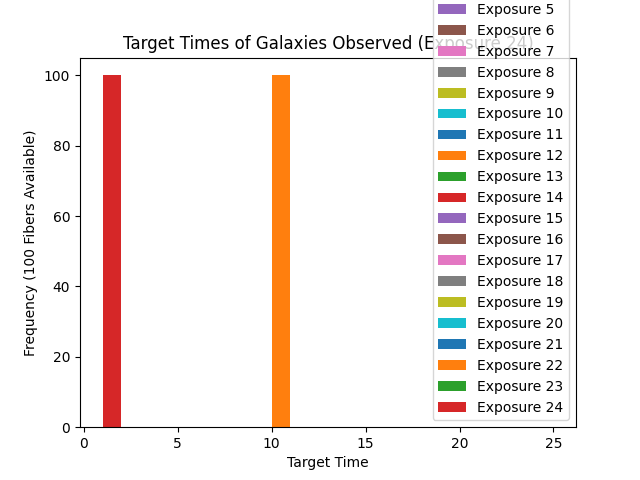 Exposure 5
Target Times of Galaxies Observed (Exposure 24)
Exposure 6
Exposure 7
Exposure 8
Exposure 9
Exposure 10
Exposure 11
Exposure 12
Exposure 13
Exposure 14
Exposure 15
Exposure 16
Exposure 17
Exposure 18
Exposure 19
Exposure 20
Exposure 21
Exposure 22
Exposure 23
Exposure 24
Frequency (100 Fibers Available)
100
80
60
40
20
0
0 5 10 15 20 25
Target Time